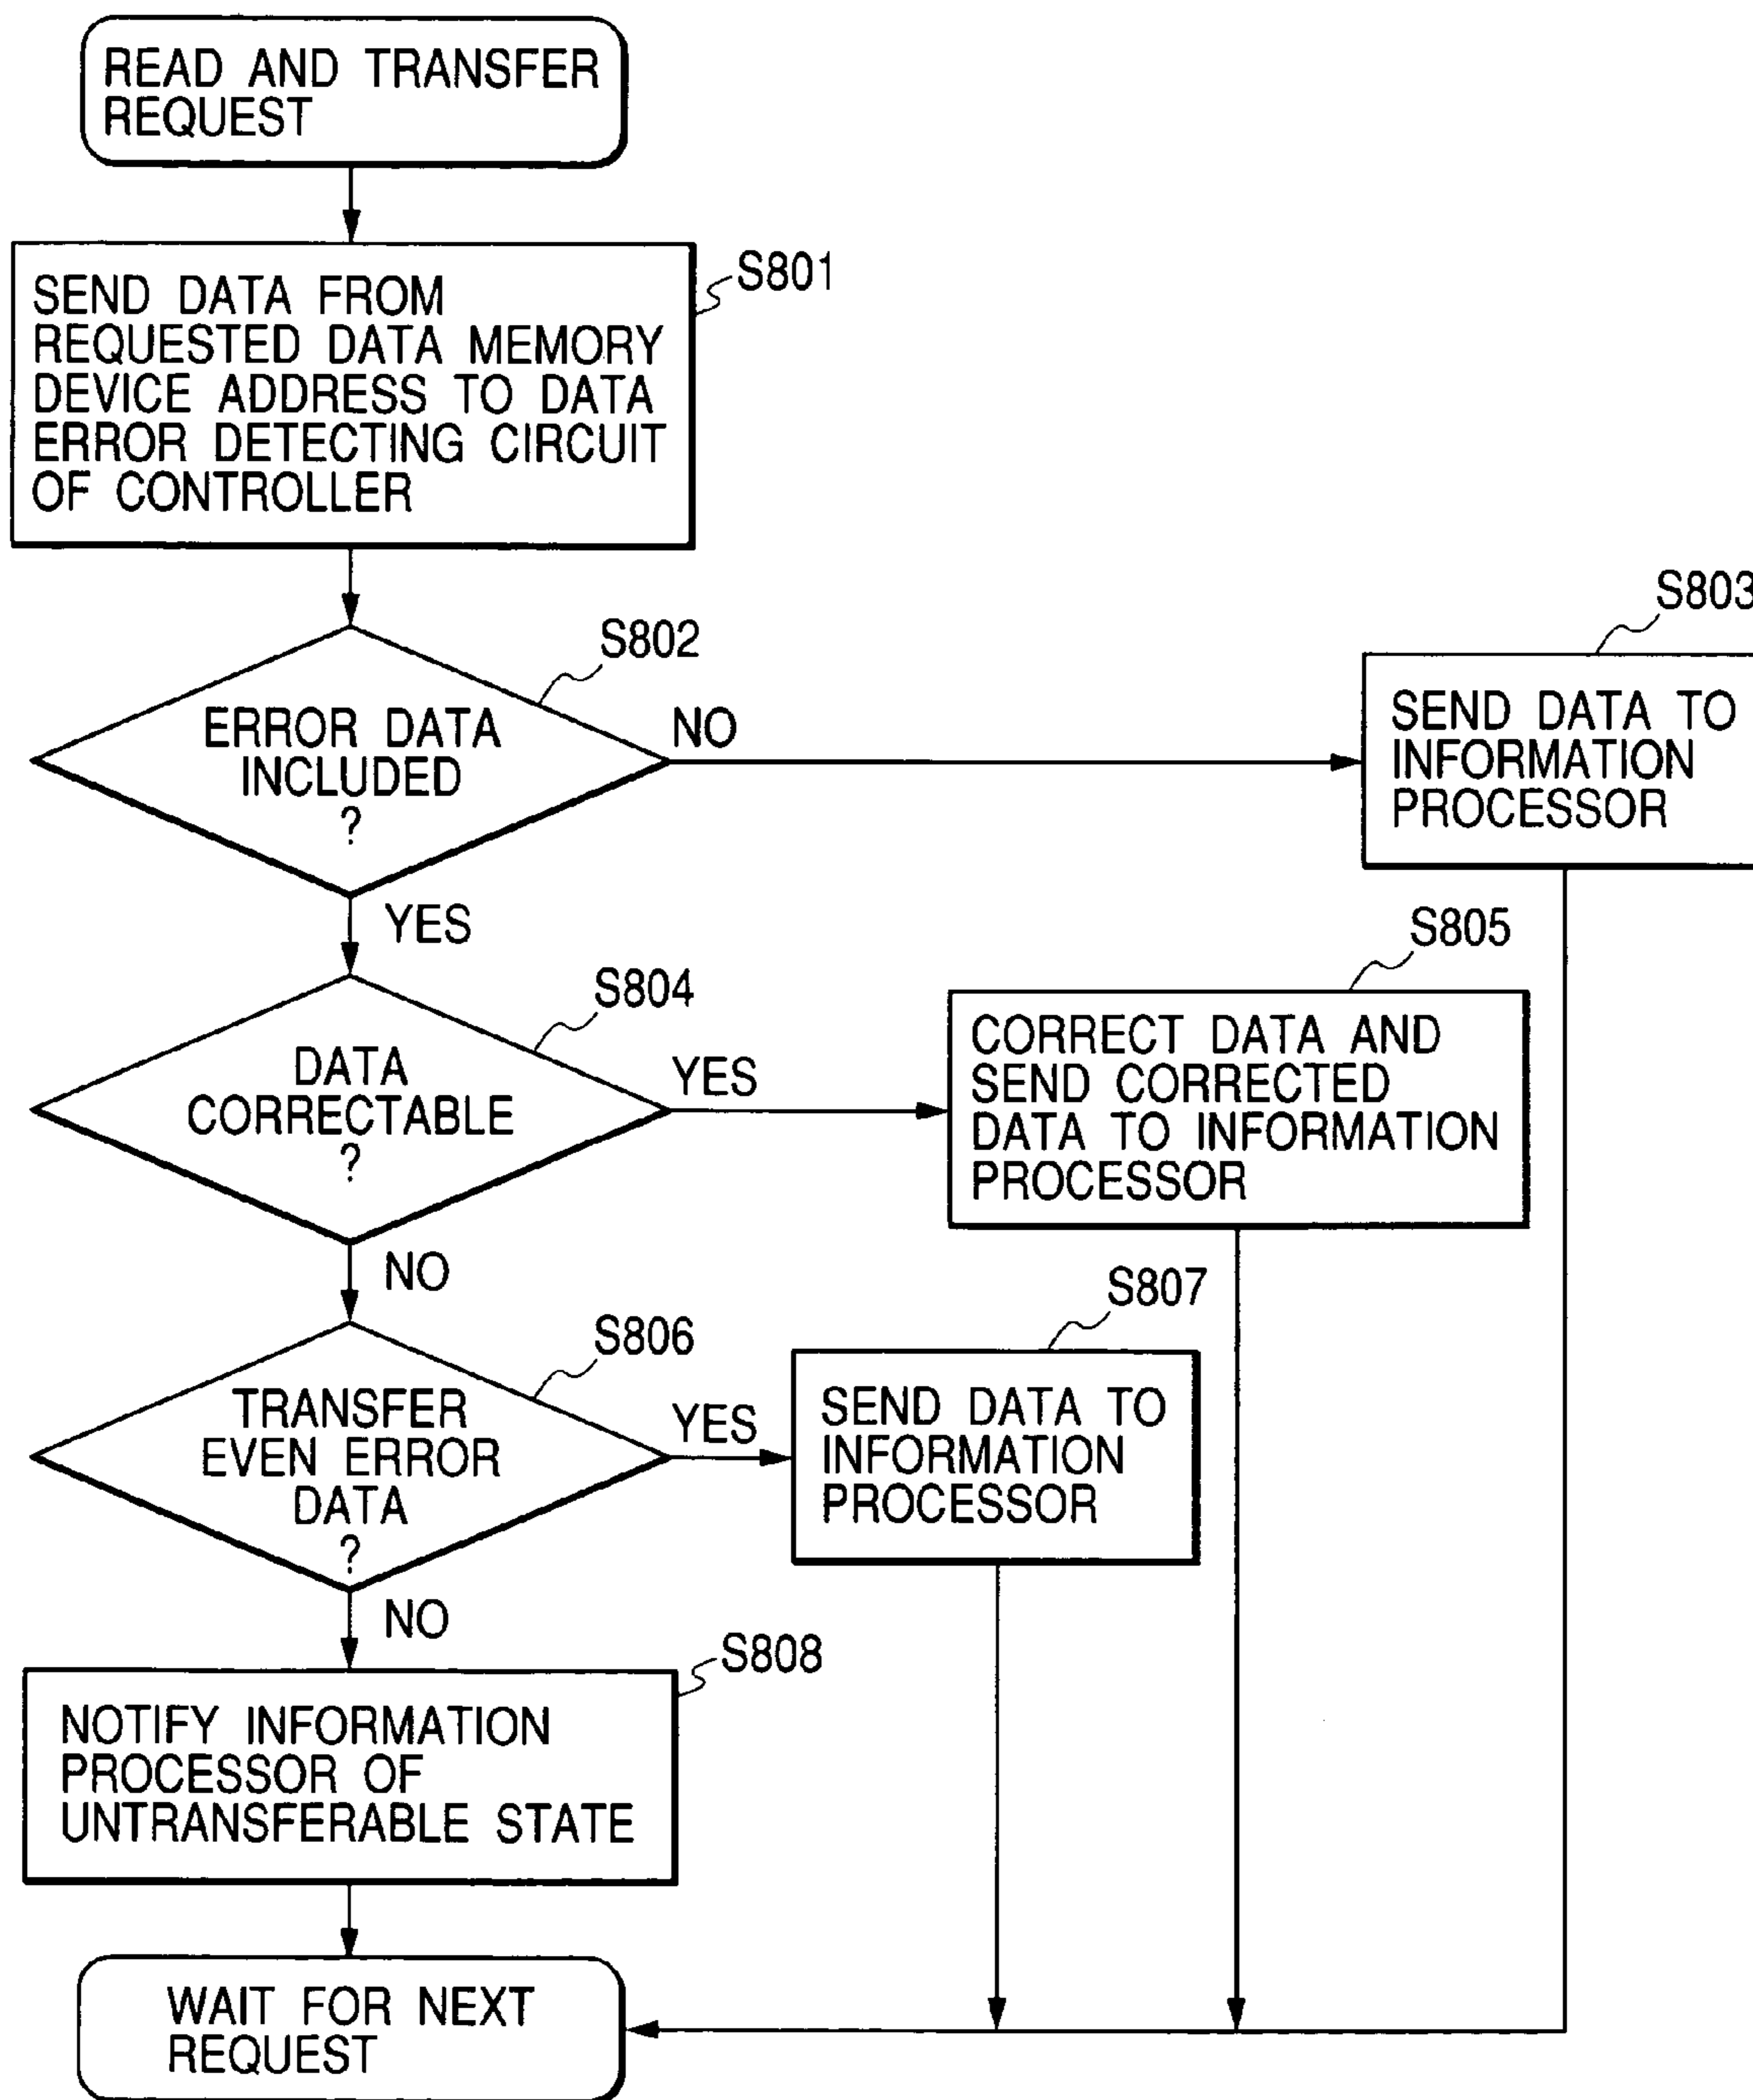 READ AND TRANSFER
REQUEST
S801
SEND DATA FROM
REQUESTED DATA MEMORY
DEVICE ADDRESS TO DATA
ERROR DETECTING CIRCUIT
OF CONTROLLER
S802
ERROR DATA
INCLUDED
?
NO
YES
S803
SEND DATA TO
INFORMATION
PROCESSOR
S804
DATA
CORRECTABLE
?
YES
NO
S805
CORRECT DATA AND
SEND CORRECTED
DATA TO INFORMATION
PROCESSOR
S806
TRANSFER
EVEN ERROR
DATA
?
YES
NO
S807
SEND DATA TO
INFORMATION
PROCESSOR
S808
NOTIFY INFORMATION
PROCESSOR OF
UNTRANSFERABLE STATE
WAIT FOR NEXT
REQUEST